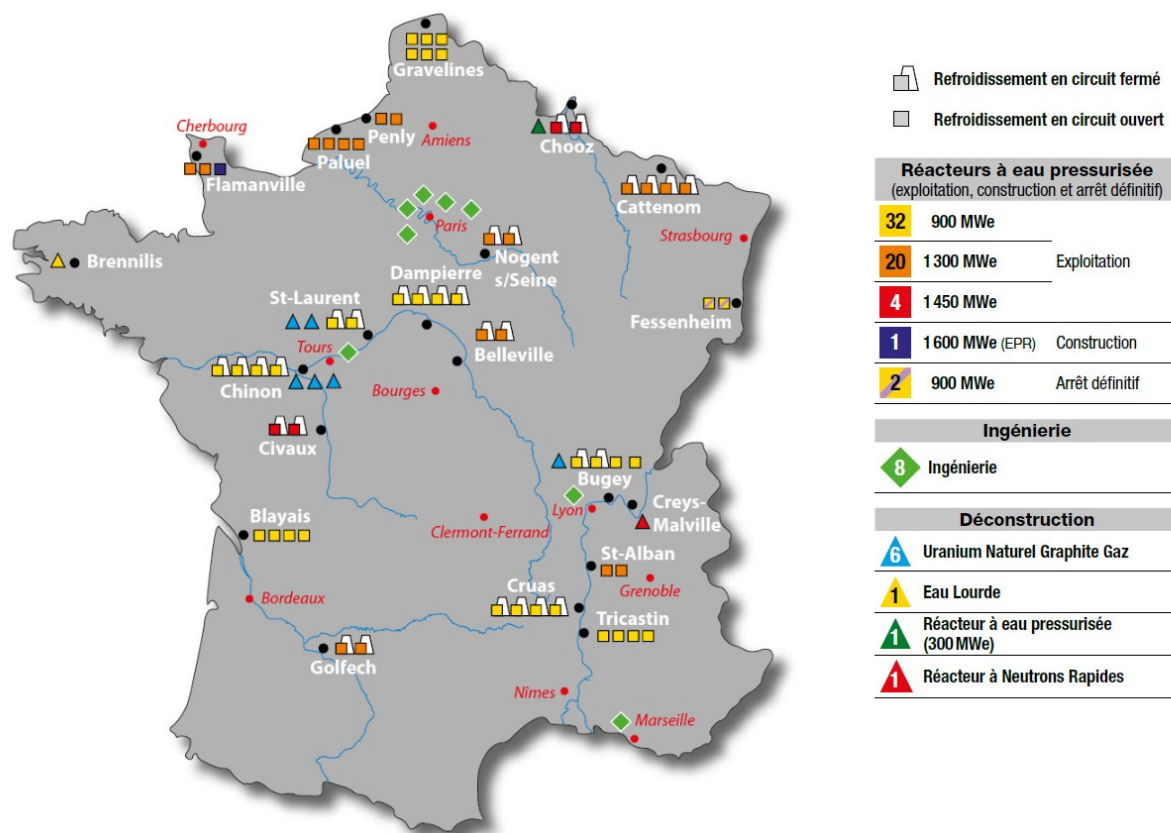 Gravelines
Cherbourg
Penly
Amiens
Paluel
Chooz
Flamanville
Cattenom
Paris
Strasbourg
Brennilis
Nogent
s/Seine
Dampierre
St-Laurent
Fessenheim
Belleville
Tours
Chinon
Bourges
Civaux
Bugey
Creys-
Malville
Lyon
Blayais
Clermont-Ferrand
St-Alban
Grenoble
Cruas
Bordeaux
Tricastin
Golfech
Nîmes
Marseille
Refroidissement en circuit fermé
Refroidissement en circuit ouvert
Réacteurs à eau pressurisée
(exploitation, construction et arrêt définitif)
32 900 MWe
20 1 300 MWe Exploitation
4 1 450 MWe
1 1 600 MWe (EPR) Construction
2 900 MWe Arrêt définitif
Ingénierie
8 Ingénierie
Déconstruction
6 Uranium Naturel Graphite Gaz
1 Eau Lourde
1 Réacteur à eau pressurisée
(300 MWe)
1 Réacteur à Neutrons Rapides